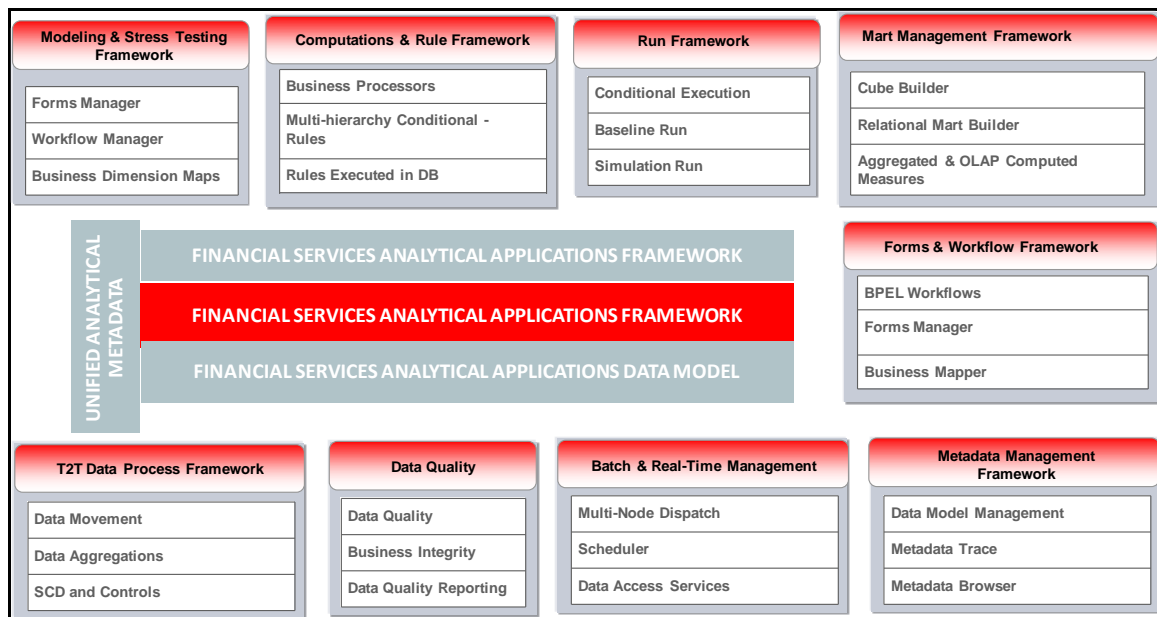 Modeling & Stress Testing
Framework
Forms Manager
Workflow Manager
Business Dimension Maps
Computations & Rule Framework
Business Processors
Multi-hierarchy Conditional -
Rules
Rules Executed in DB
Run Framework
Conditional Execution
Baseline Run
Simulation Run
Mart Management Framework
Cube Builder
Relational Mart Builder
Aggregated & OLAP Computed
Measures
UNIFIED ANALYTICAL
METADATA
FINANCIAL SERVICES ANALYTICAL APPLICATIONS FRAMEWORK
FINANCIAL SERVICES ANALYTICAL APPLICATIONS FRAMEWORK
FINANCIAL SERVICES ANALYTICAL APPLICATIONS DATA MODEL
Forms & Workflow Framework
BPEL Workflows
Forms Manager
Business Mapper
T2T Data Process Framework
Data Movement
Data Aggregations
SCD and Controls
Data Quality
Data Quality
Business Integrity
Data Quality Reporting
Batch & Real-Time Management
Multi-Node Dispatch
Scheduler
Data Access Services
Metadata Management
Framework
Data Model Management
Metadata Trace
Metadata Browser